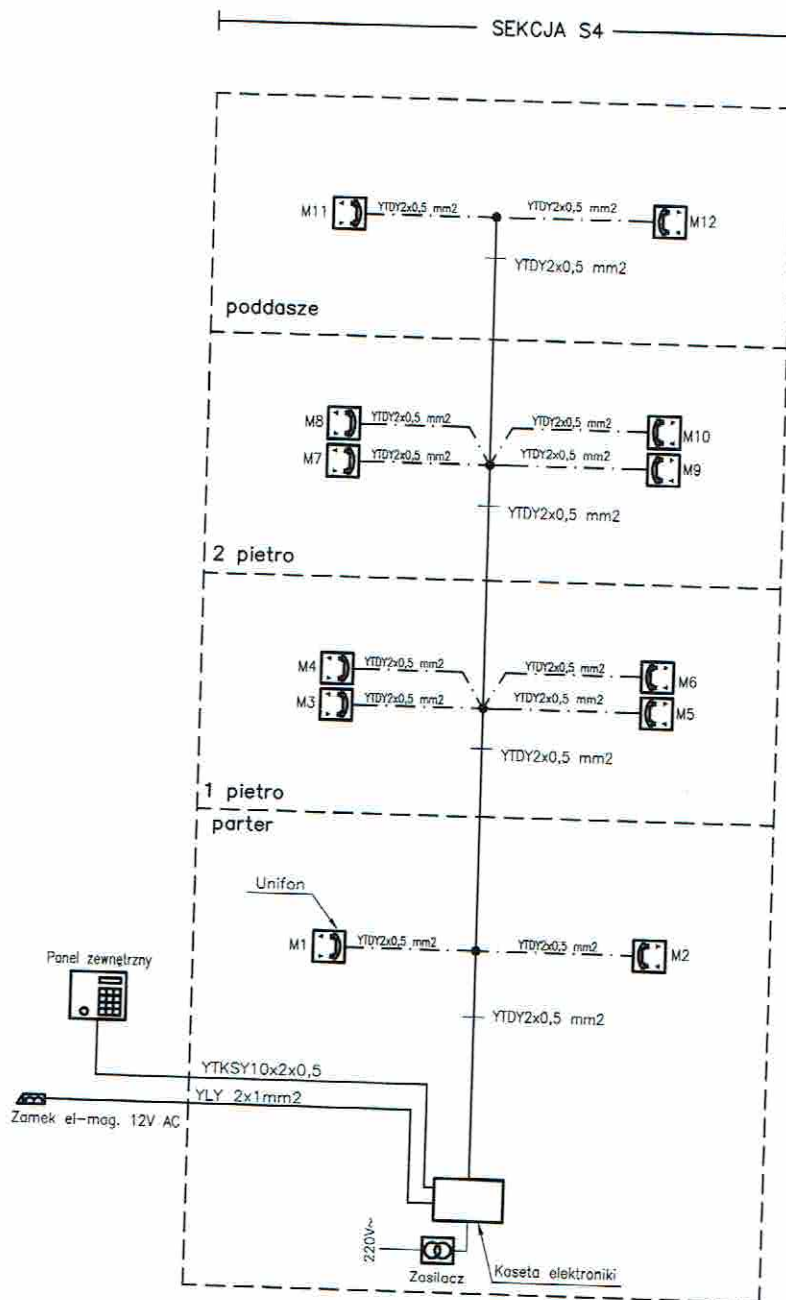 SEKCJA S4
M11 YTDY2x0,5 mm2 YTDY2x0,5 mm2 M12
YTDY2x0,5 mm2
poddasze
M8 YTDY2x0,5 mm2 YTDY2x0,5 mm2 M10
M7 YTDY2x0,5 mm2 YTDY2x0,5 mm2 M9
YTDY2x0,5 mm2
2 pietro
M4 YTDY2x0,5 mm2 YTDY2x0,5 mm2 M6
M3 YTDY2x0,5 mm2 YTDY2x0,5 mm2 M5
YTDY2x0,5 mm2
1 pietro
parter
Unifon
M1 YTDY2x0,5 mm2 YTDY2x0,5 mm2 M2
Panel zewnętrzny
YTDY2x0,5 mm2
YTKSY10x2x0,5
YLY 2x1mm2
Zamek el-mag. 12V AC
220V~
Zasilacz
Kaseta elektroniki